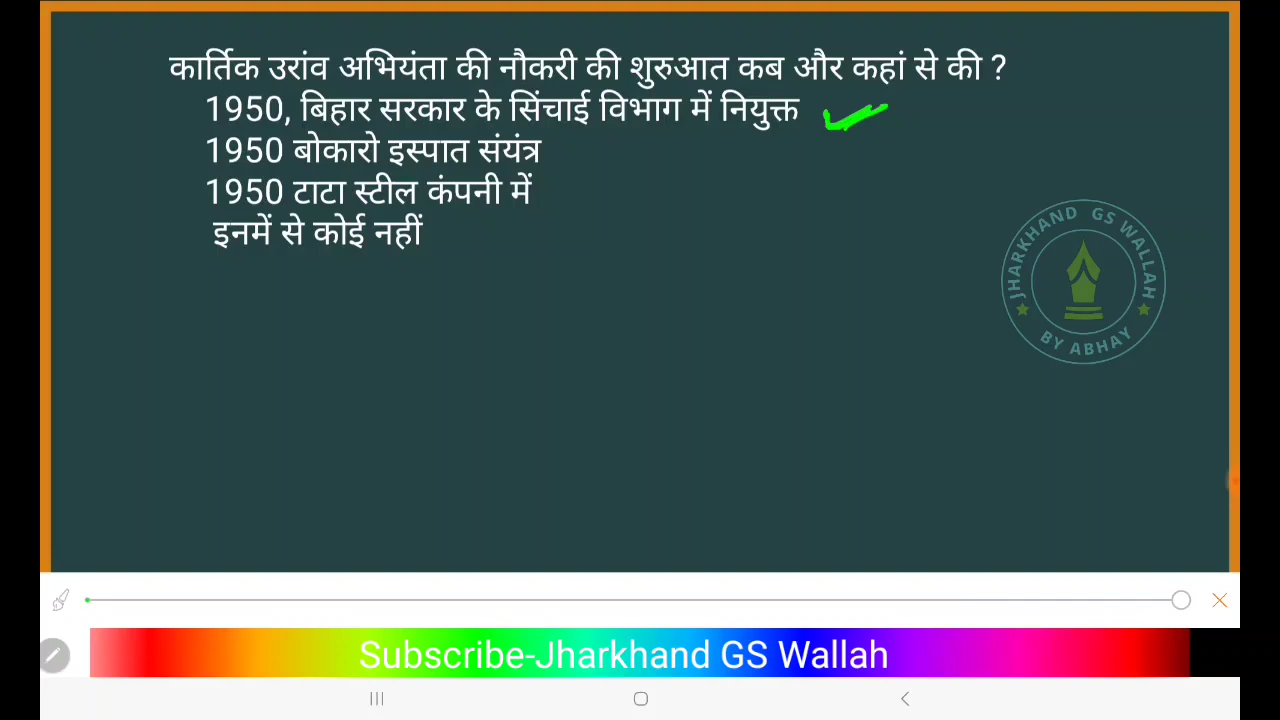 कार्तिक उरांव अभियंता की नौकरी की शुरुआत कब और कहां से की ?
1950, बिहार सरकार के सिंचाई विभाग में नियुक्त
1950 बोकारो इस्पात संयंत्र
1950 टाटा स्टील कंपनी में
इनमें से कोई नहीं
JHARKHAND GS WALLAH
BY ABHAY
Subscribe-Jharkhand GS Wallah